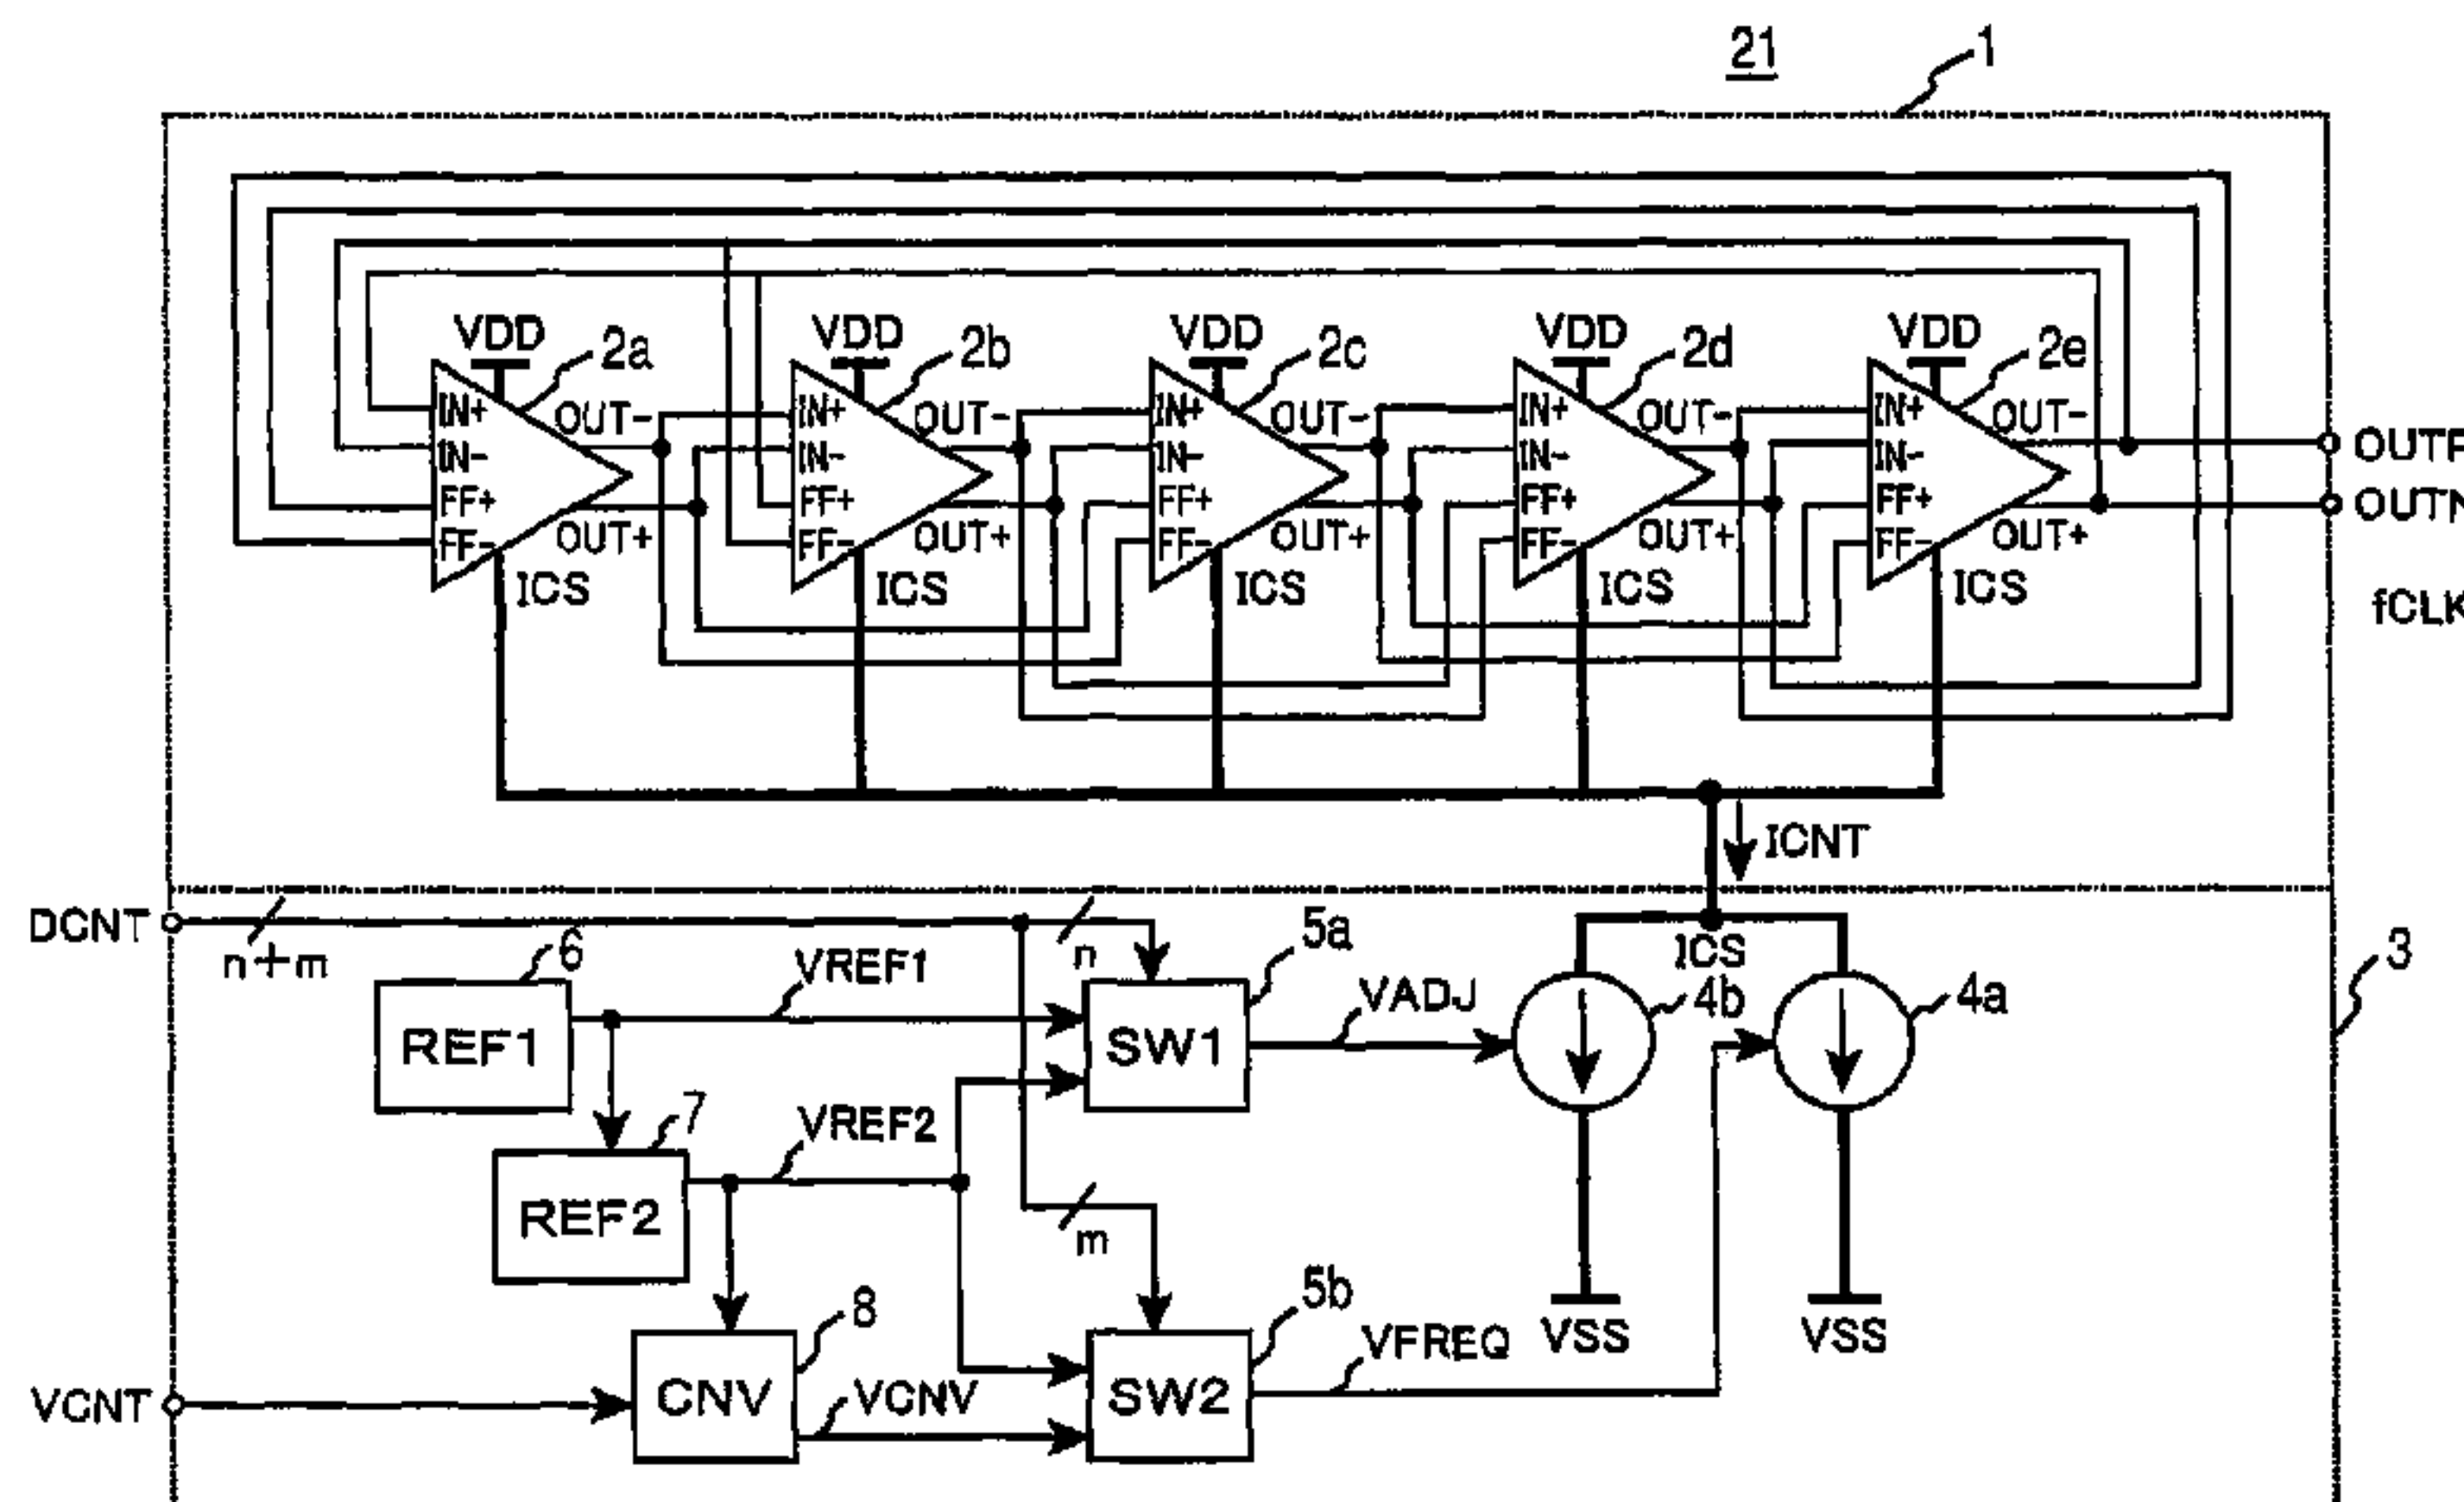 21
1
VDD
2a
VDD
2b
VDD
2c
VDD
2d
VDD
2e
IN+
IN-
FF+
FF-
OUT-
OUT+
ICS
IN+
IN-
FF+
FF-
OUT-
OUT+
ICS
IN+
IN-
FF+
FF-
OUT-
OUT+
ICS
IN+
IN-
FF+
FF-
OUT-
OUT+
ICS
IN+
IN-
FF+
FF-
OUT-
OUT+
ICS
fCLK
ICNT
DCNT
n+m
6
VREF1
n
5a
ICS
3
REF1
SW1
VADJ
4b
4a
7
VREF2
REF2
m
8
5b
VFREQ
VSS
VSS
VCNT
CNV
VCNV
SW2